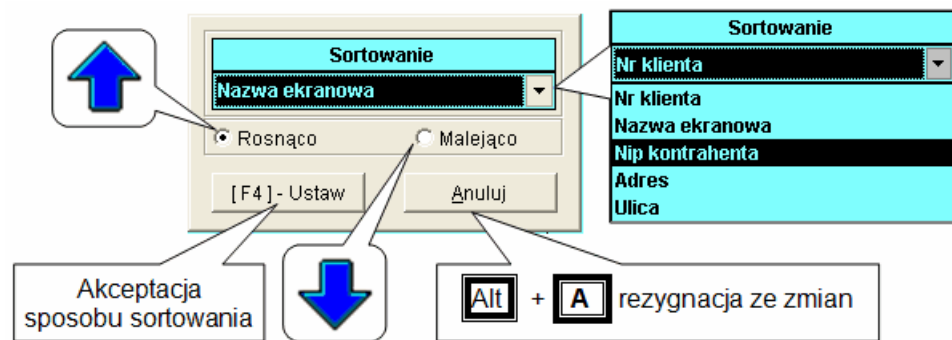 Sortowanie
Nazwa ekranowa
Rosnąco
Malejąco
[ F4 ] - Ustaw
Anuluj
Sortowanie
Nr klienta
Nr klienta
Nazwa ekranowa
Nip kontrahenta
Adres
Ulica
Akceptacja
sposobu sortowania
Alt + A rezygnacja ze zmian